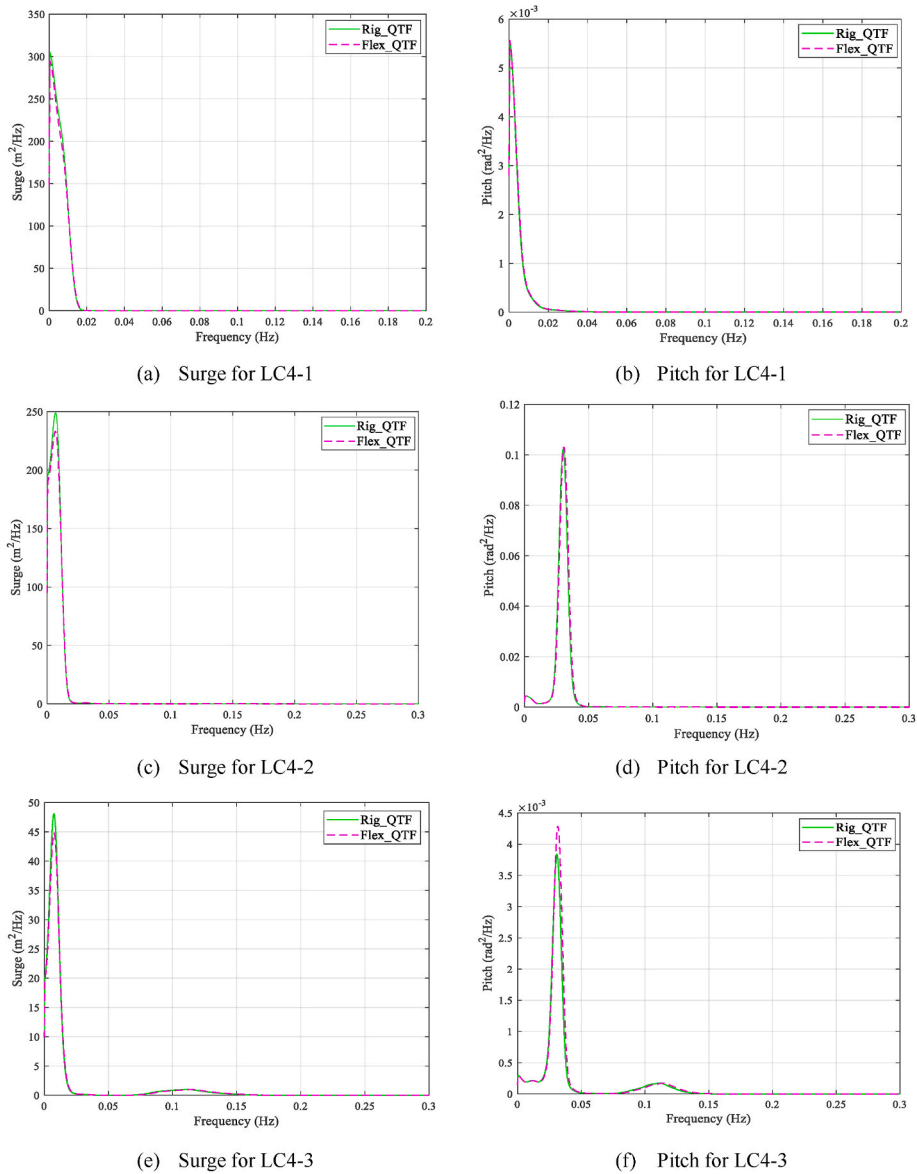 350
300
250
200
150
100
50
0
Surge (m²/Hz)
0 0.02 0.04 0.06 0.08 0.1 0.12 0.14 0.16 0.18 0.2
Frequency (Hz)
Rig_QTF
Flex_QTF
(a) Surge for LC4-1
×10⁻³
6
5
4
3
2
1
0
Pitch (rad²/Hz)
0 0.02 0.04 0.06 0.08 0.1 0.12 0.14 0.16 0.18 0.2
Frequency (Hz)
Rig_QTF
Flex_QTF
(b) Pitch for LC4-1
250
200
150
100
50
0
Surge (m²/Hz)
0 0.05 0.1 0.15 0.2 0.25 0.3
Frequency (Hz)
Rig_QTF
Flex_QTF
(c) Surge for LC4-2
0.12
0.1
0.08
0.06
0.04
0.02
0
Pitch (rad²/Hz)
0 0.05 0.1 0.15 0.2 0.25 0.3
Frequency (Hz)
Rig_QTF
Flex_QTF
(d) Pitch for LC4-2
50
45
40
35
30
25
20
15
10
5
0
Surge (m²/Hz)
0 0.05 0.1 0.15 0.2 0.25 0.3
Frequency (Hz)
Rig_QTF
Flex_QTF
(e) Surge for LC4-3
×10⁻³
4.5
4
3.5
3
2.5
2
1.5
1
0.5
0
Pitch (rad²/Hz)
0 0.05 0.1 0.15 0.2 0.25 0.3
Frequency (Hz)
Rig_QTF
Flex_QTF
(f) Pitch for LC4-3